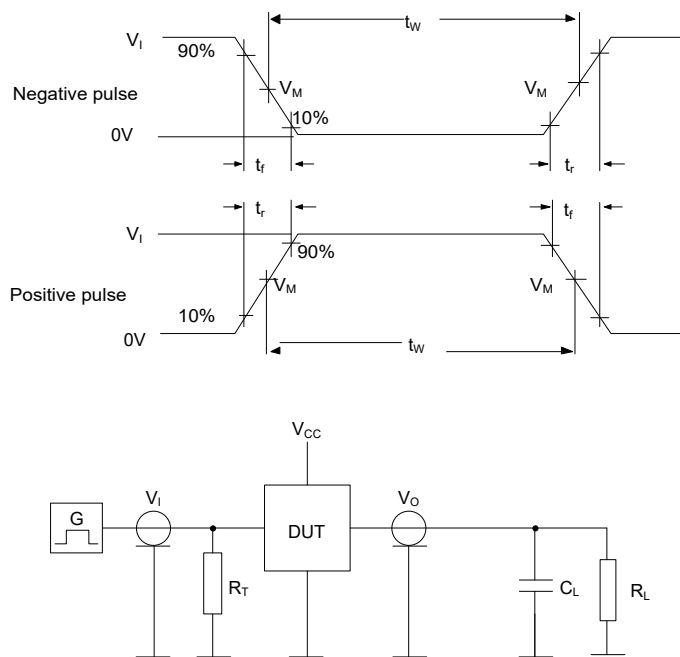 V_I
t_W
90%
Negative pulse
V_M
V_M
10%
0V
t_f
t_r
t_r
t_f
V_I
90%
Positive pulse
V_M
V_M
10%
0V
t_W
V_CC
G
V_I
V_O
DUT
R_T
C_L
R_L